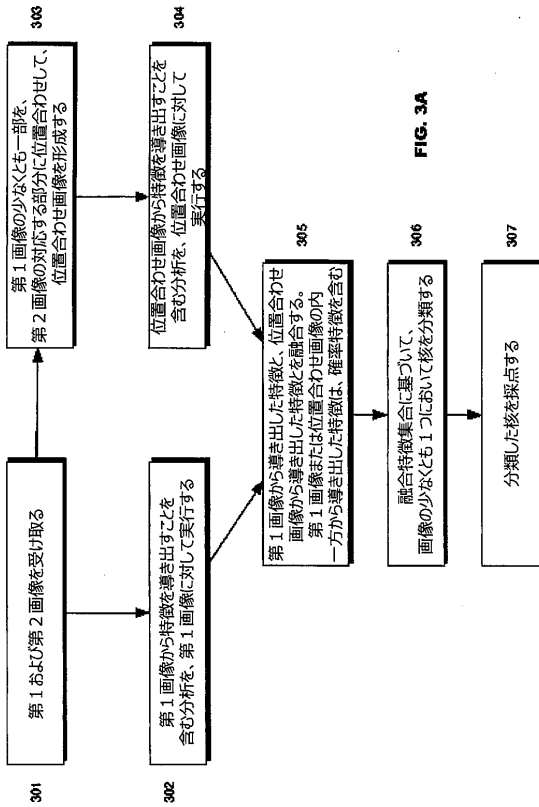 301
第１および第２画像を受け取る
302
第１画像から特徴を導き出すことを
含む分析を、第１画像に対して実行する
303
第１画像の少なくとも一部を、
第２画像の対応する部分に位置合わせして、
位置合わせ画像を形成する
304
位置合わせ画像から特徴を導き出すことを
含む分析を、位置合わせ画像に対して
実行する
305
第１画像から導き出した特徴と、位置合わせ
画像から導き出した特徴とを融合する。
第１画像または位置合わせ画像の内
一方から導き出した特徴は、確率特徴を含む
306
融合特徴集合に基づいて、
画像の少なくとも１つにおいて核を分類する
307
分類した核を採点する
FIG. 3A